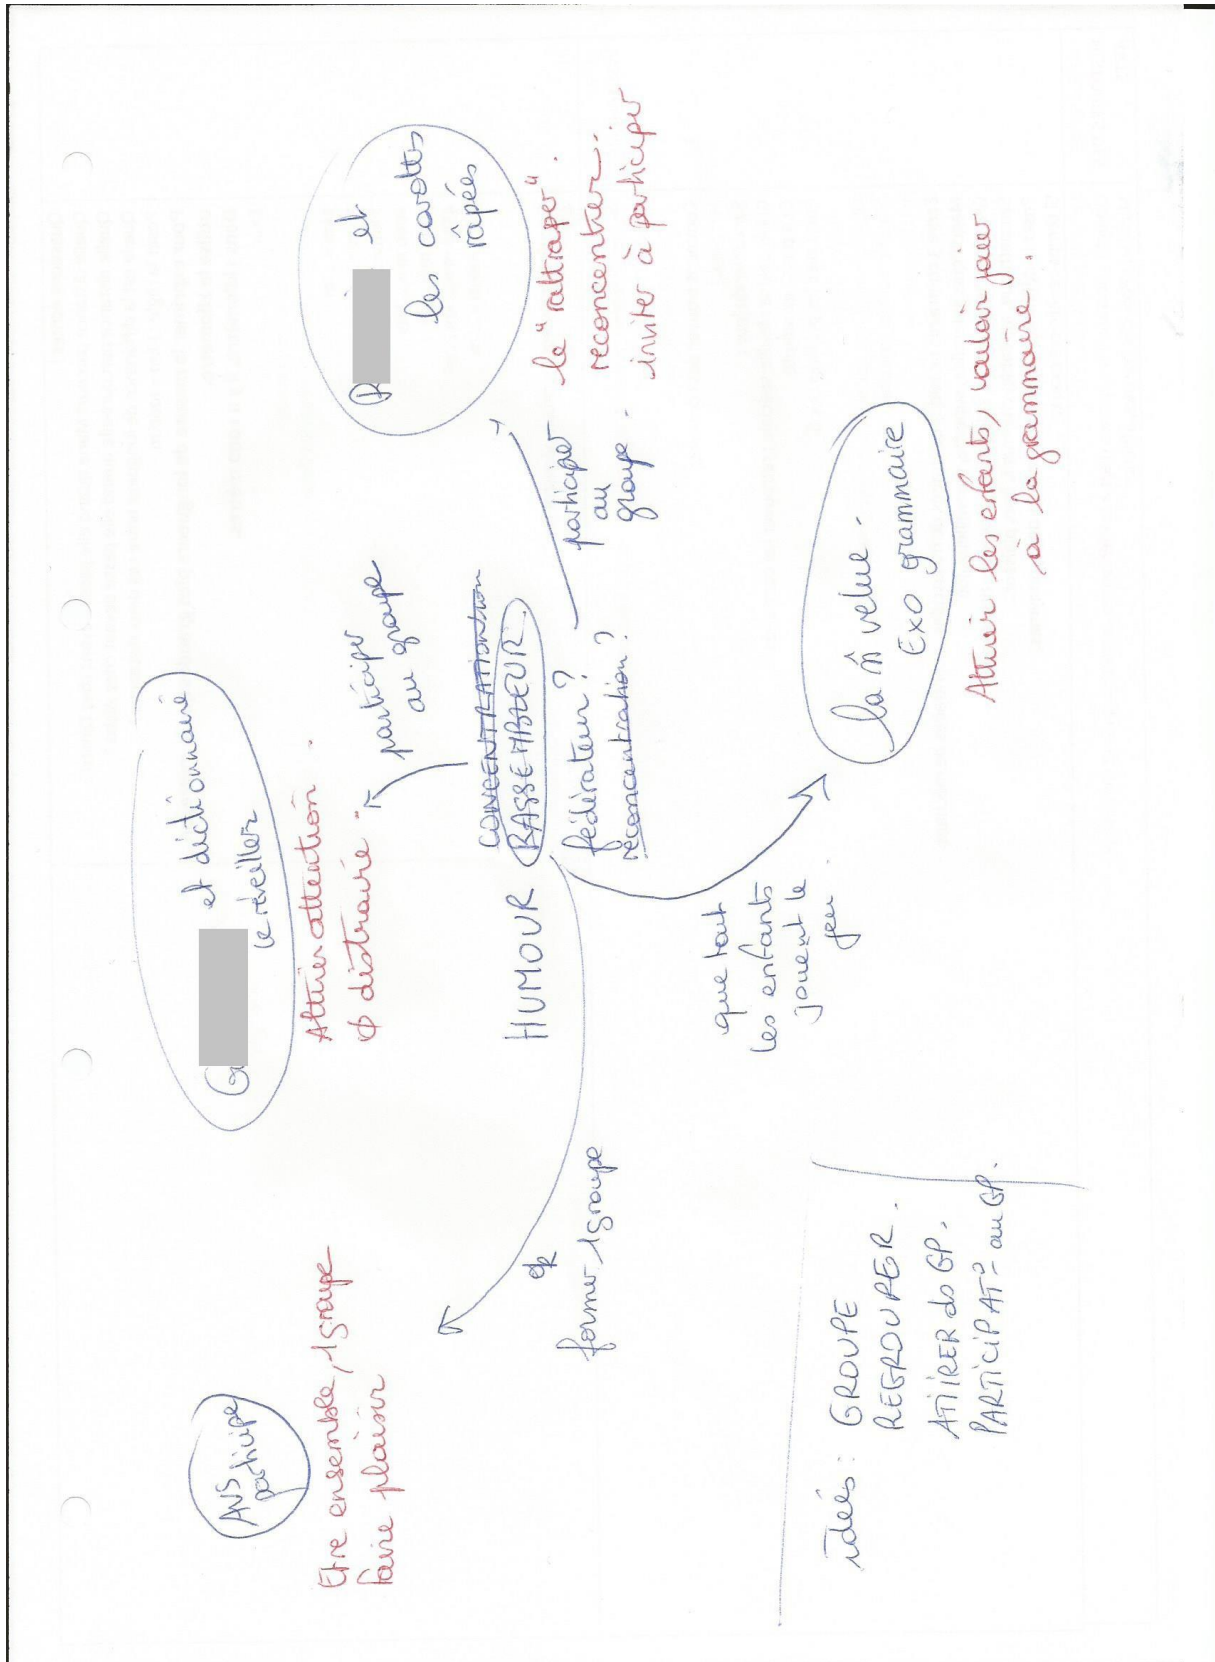 AVS
participe
Etre ensemble, 1 groupe
faire plaisir
et dictionnaire
le réveiller
Attirer attention.
distraire"
participer
au groupe
et
les carottes
râpées
le "rattraper".
reconcentrer.
inviter à participer
participer
au
groupe.
CONCENTRATION
HUMOUR RASSEMBLEUR
fédérateur?
reconcentration?
former 1 groupe
que tout
les enfants
jouent le
jeu.
la velue.
Exo grammaire
Attirer les enfants, vouloir jouer
à la grammaire.
idées: GROUPE
REGROUPER.
ATTIRER ds GP.
PARTICIPAT° au GP.